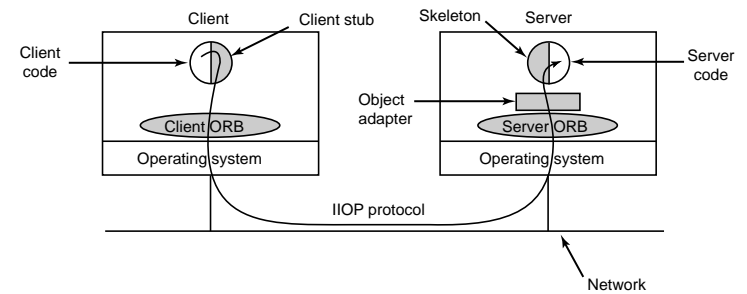 Client
Client stub
Skeleton
Server
Client
code
Server
code
Object
adapter
Client ORB
Server ORB
Operating system
Operating system
IIOP protocol
Network